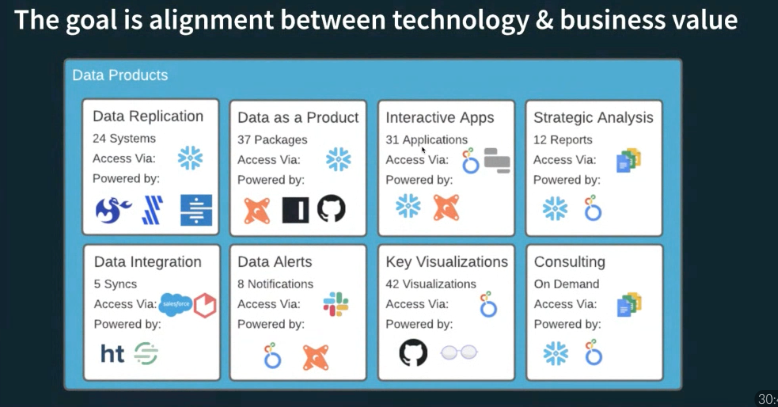 The goal is alignment between technology & business value
Data Products
Data Replication
24 Systems
Access Via:
Powered by:
Data as a Product
37 Packages
Access Via:
Powered by:
Interactive Apps
31 Applications
Access Via:
Powered by:
Strategic Analysis
12 Reports
Access Via:
Powered by:
Data Integration
5 Syncs
Access Via:
salesforce
Powered by:
ht
Data Alerts
8 Notifications
Access Via:
Powered by:
Key Visualizations
42 Visualizations
Access Via:
Powered by:
Consulting
On Demand
Access Via:
Powered by: